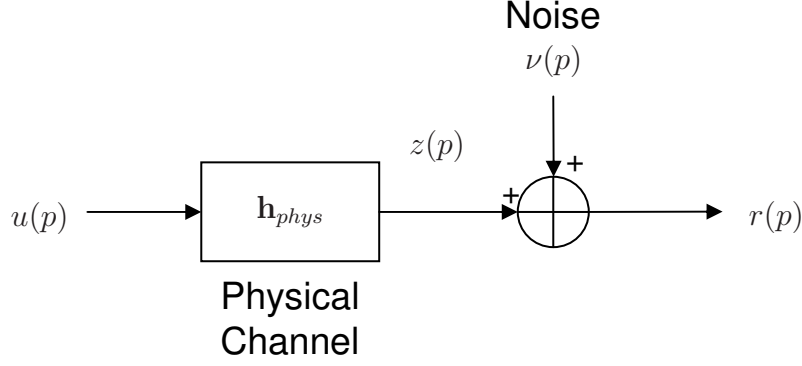 Noise
ν(p)
z(p)
+
+
u(p)
h_phys
r(p)
Physical
Channel